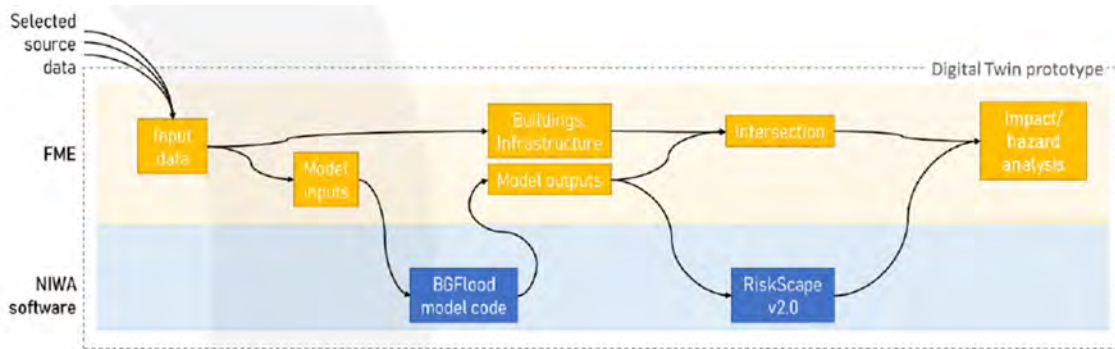 Selected
source
data
Digital Twin prototype
FME
Input
data
Model
inputs
Buildings,
Infrastructure
Model outputs
Intersection
Impact/
hazard
analysis
NIWA
software
BGFlood
model code
RiskScape
v2.0